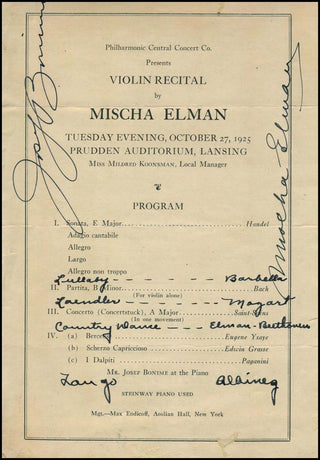 Philharmonic Central Concert Co.
Presents
VIOLIN RECITAL
by
MISCHA ELMAN
TUESDAY EVENING, OCTOBER 27, 1925
PRUDDEN AUDITORIUM, LANSING
MISS MILDRED KOONSMAN, Local Manager
Josef Bonime
Mischa Elman
PROGRAM
I. Sonata, E Major Handel
Adagio cantabile
Allegro
Largo
Allegro non troppo
Lullaby - - - - - - Barbella
II. Partita, B Minor Bach
(For violin alone)
Laendler - - - - - - Mozart
III. Concerto (Concertstuck), A Major Saint-Saens
(In one movement)
Country Dance - - - Elman-Beethoven
IV. (a) Berceuse Eugene Ysaye
(b) Scherzo Capriccioso Edwin Grasse
(c) I Palpiti Paganini
MR. JOSEF BONIME at the Piano
Tango Albineg
STEINWAY PIANO USED
Mgt.—Max Endicoff, Aeolian Hall, New York